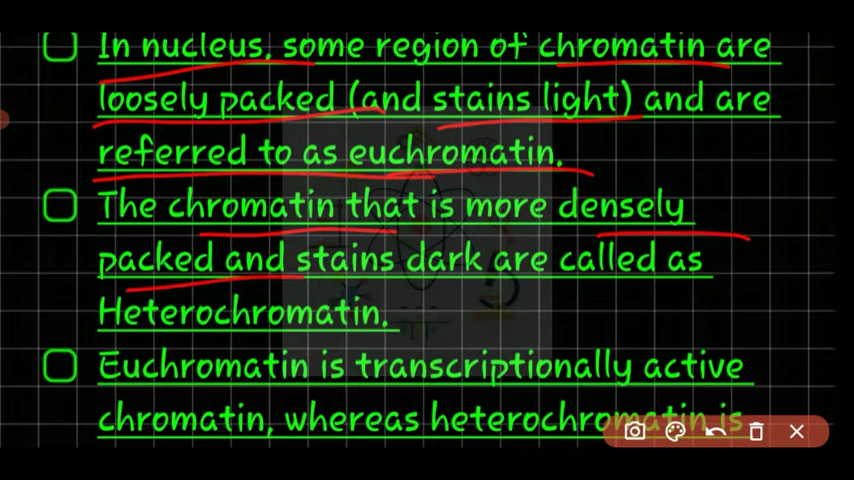 In nucleus, some region of chromatin are
loosely packed (and stains light) and are
referred to as euchromatin.
The chromatin that is more densely
packed and stains dark are called as
Heterochromatin.
Euchromatin is transcriptionally active
chromatin, whereas heterochromatin is